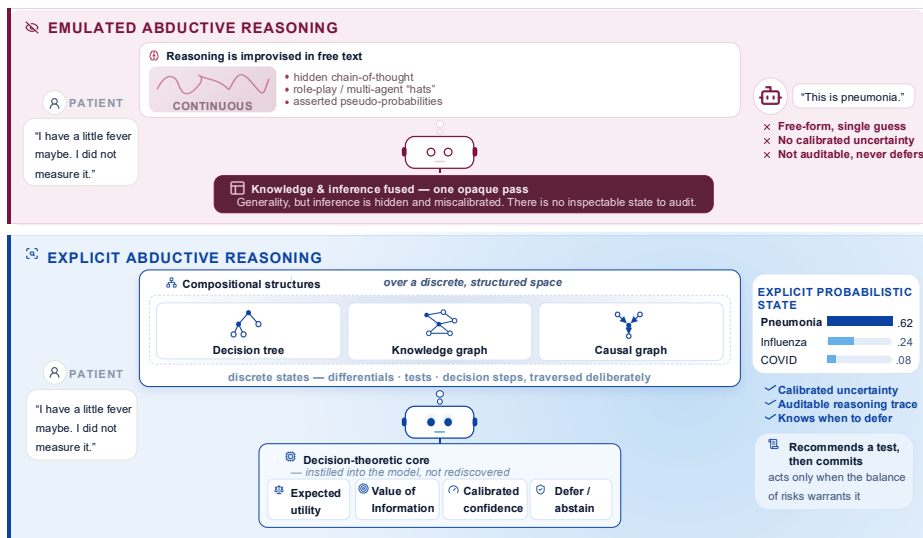 EMULATED ABDUCTIVE REASONING
Reasoning is improvised in free text
CONTINUOUS
• hidden chain-of-thought
• role-play / multi-agent “hats”
• asserted pseudo-probabilities
PATIENT
“I have a little fever
maybe. I did not
measure it.”
Knowledge & inference fused — one opaque pass
Generality, but inference is hidden and miscalibrated. There is no inspectable state to audit.
“This is pneumonia.”
× Free-form, single guess
× No calibrated uncertainty
× Not auditable, never defers
EXPLICIT ABDUCTIVE REASONING
Compositional structures
over a discrete, structured space
Decision tree
Knowledge graph
Causal graph
discrete states — differentials · tests · decision steps, traversed deliberately
PATIENT
“I have a little fever
maybe. I did not
measure it.”
Decision-theoretic core
— instilled into the model, not rediscovered
Expected
utility
Value of
Information
Calibrated
confidence
Defer /
abstain
EXPLICIT PROBABILISTIC
STATE
Pneumonia .62
Influenza .24
COVID .08
Calibrated uncertainty
Auditable reasoning trace
Knows when to defer
Recommends a test,
then commits
acts only when the balance
of risks warrants it